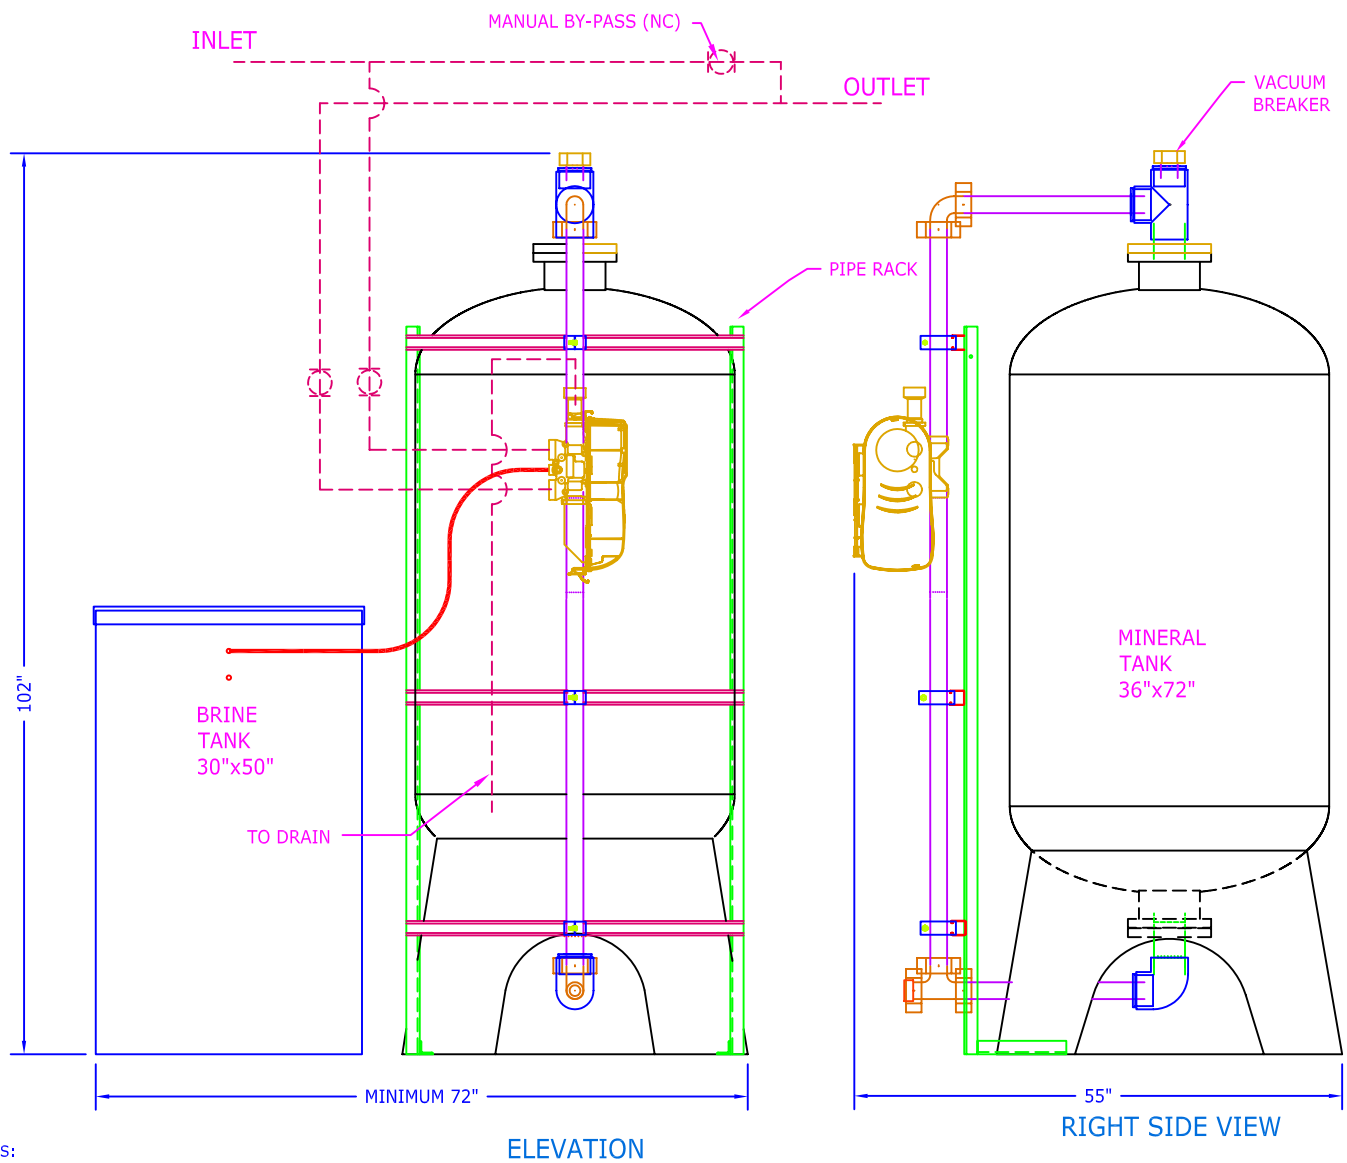 MANUAL BY-PASS (NC)
INLET
OUTLET
VACUUM
BREAKER
PIPE RACK
102"
MINERAL
TANK
36"x72"
BRINE
TANK
30"x50"
TO DRAIN
MINIMUM 72"
55"
RIGHT SIDE VIEW
ELEVATION
S: